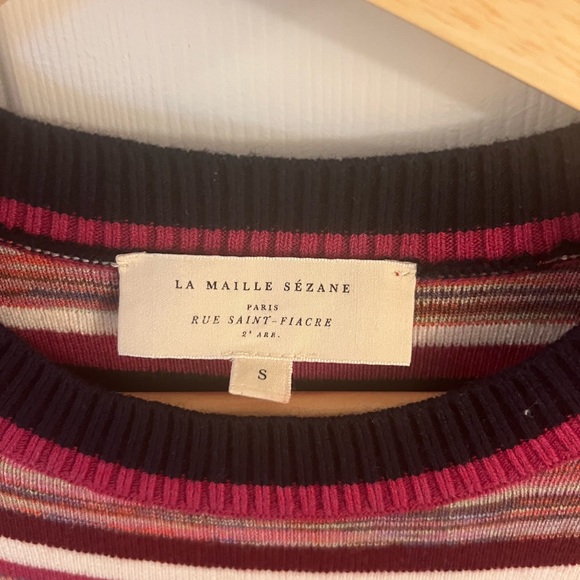 LA MAILLE SÉZANE
PARIS
RUE SAINT-FIACRE
2ᵉ ARR.
S